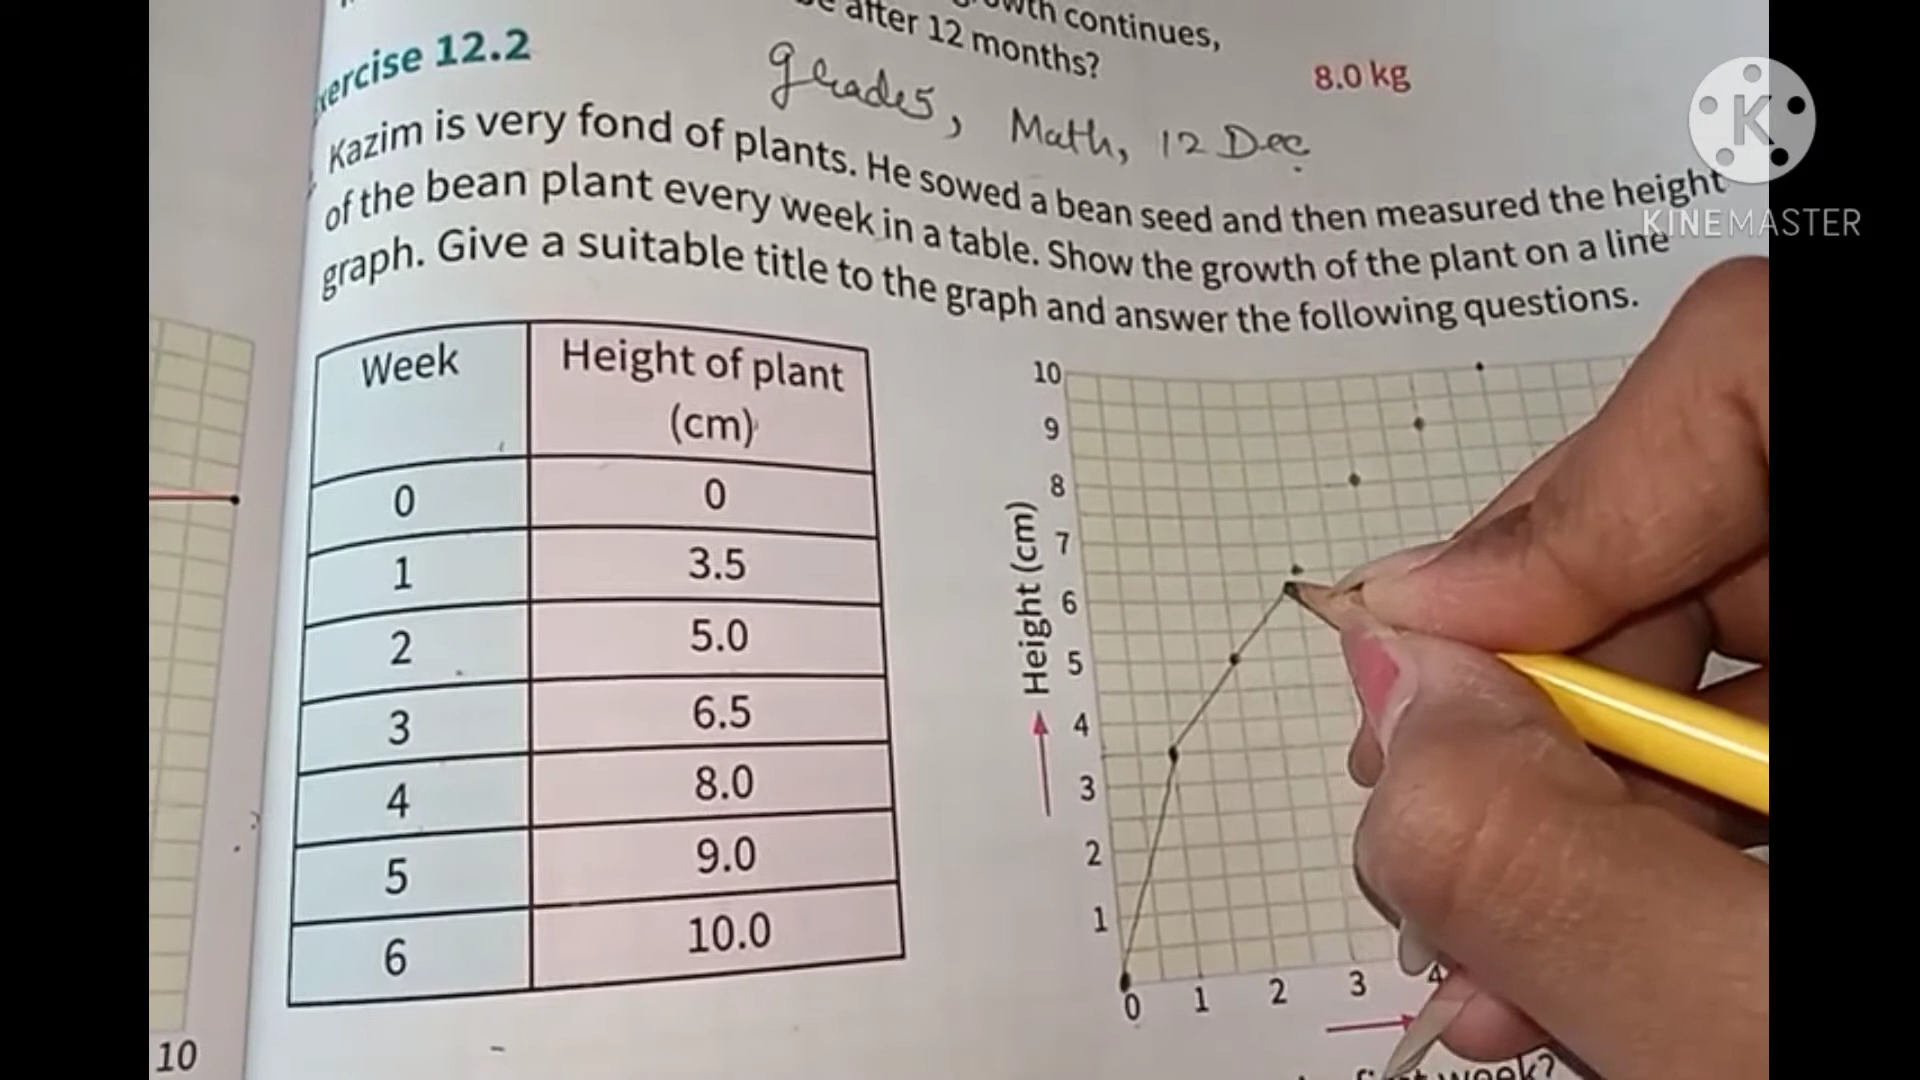 growth continues,
after 12 months?
8.0 kg
Exercise 12.2
grade5, Math, 12 Dec
K
KINEMASTER
Kazim is very fond of plants. He sowed a bean seed and then measured the height
of the bean plant every week in a table. Show the growth of the plant on a line
graph. Give a suitable title to the graph and answer the following questions.
Week Height of plant
(cm)
0 0
1 3.5
2 5.0
3 6.5
4 8.0
5 9.0
6 10.0
10
9
8
7
6
5
4
3
2
1
Height (cm)
0 1 2 3 4
10
first week?